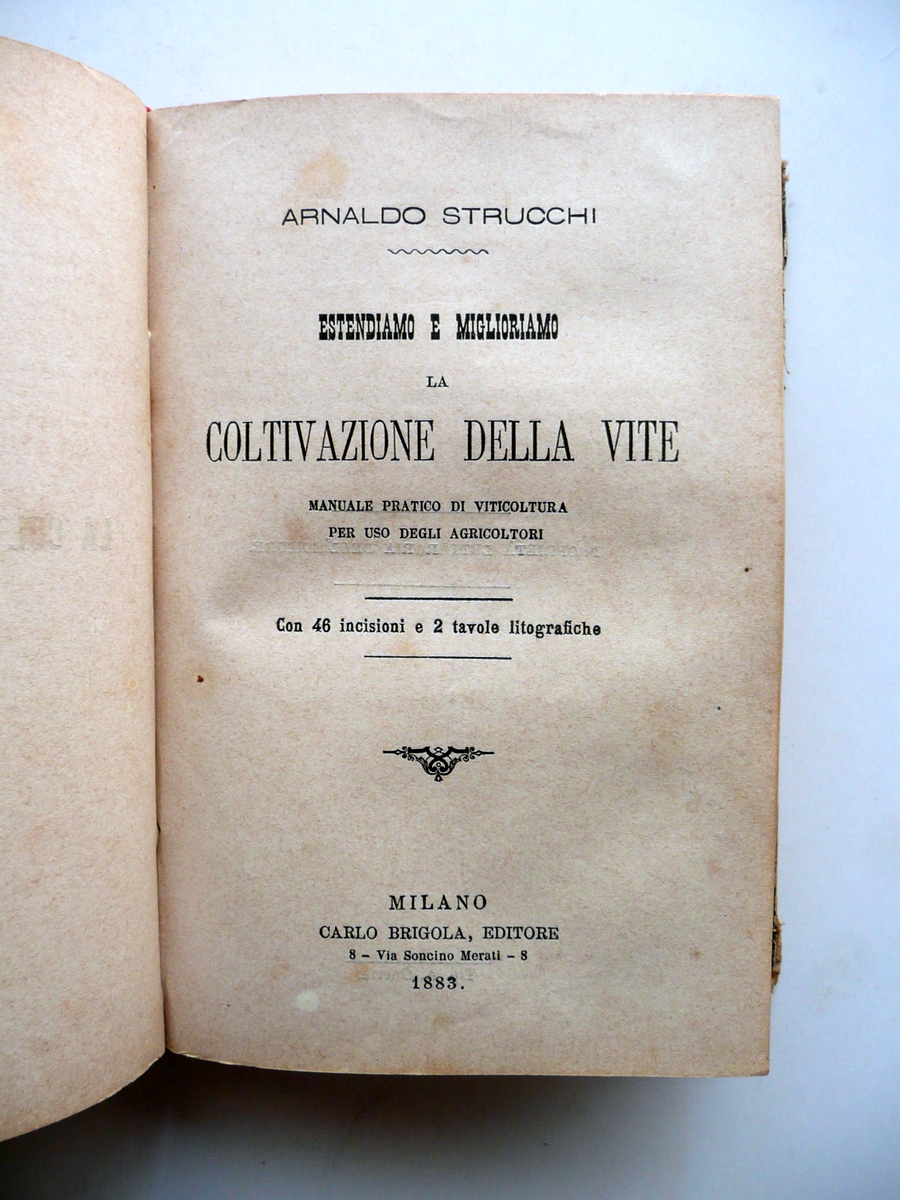 ARNALDO STRUCCHI
ESTENDIAMO E MIGLIORIAMO
LA
COLTIVAZIONE DELLA VITE
MANUALE PRATICO DI VITICOLTURA
PER USO DEGLI AGRICOLTORI
Con 46 incisioni e 2 tavole litografiche
MILANO
CARLO BRIGOLA, EDITORE
8 – Via Soncino Merati – 8
1883.